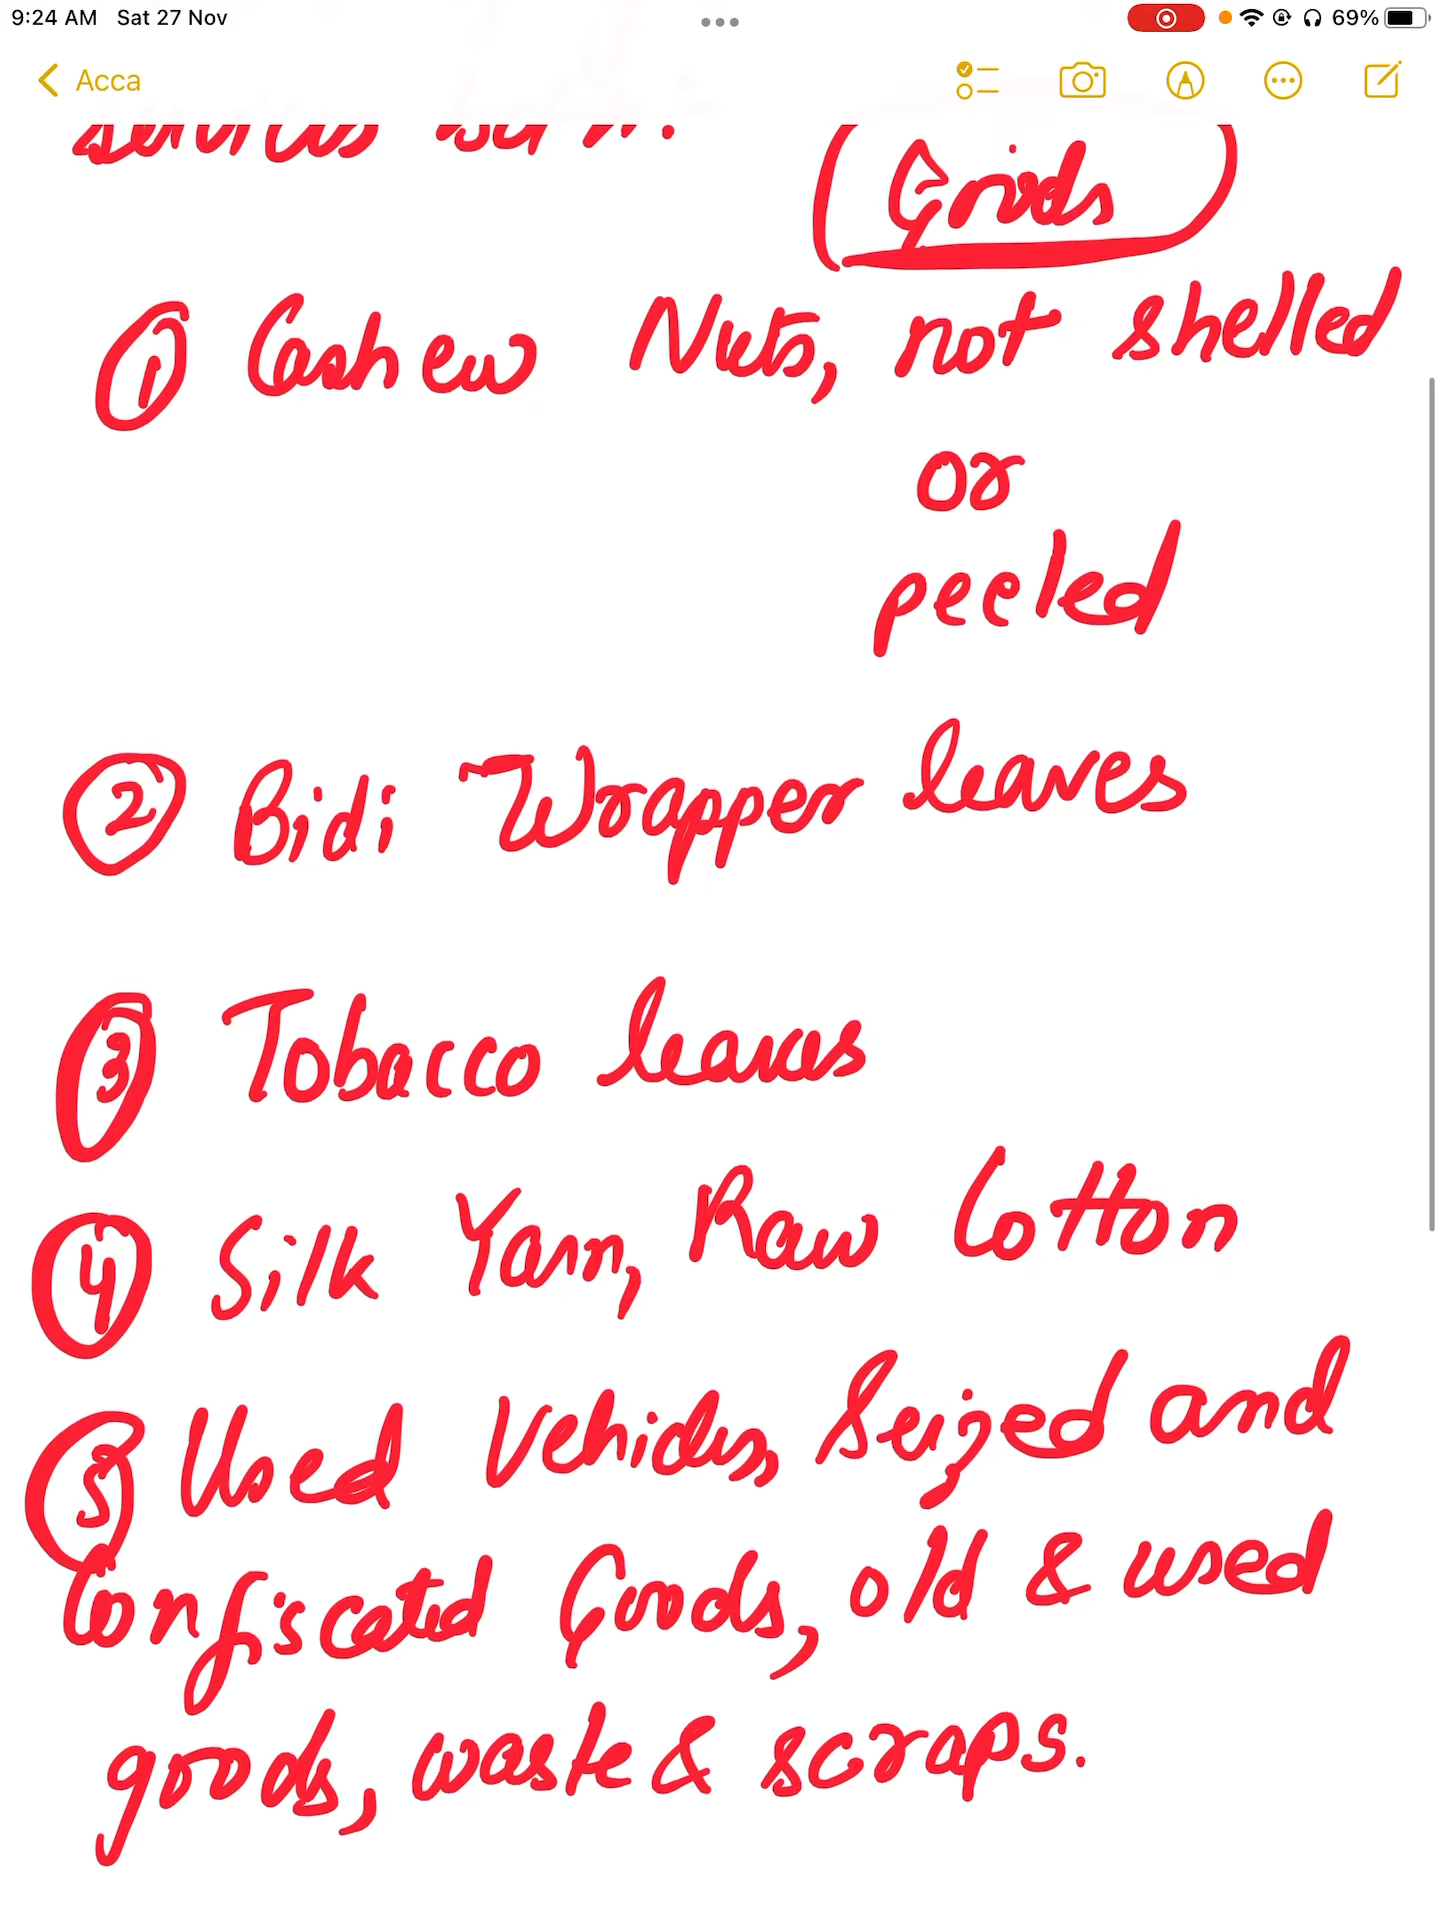 9:24 AM Sat 27 Nov
69%
Acca
services
Goods
1 Cashew Nuts, not shelled
or
peeled
2 Bidi Wrapper leaves
3 Tobacco leaves
4 Silk Yarn, Raw Cotton
5 Used Vehicles, Seized and
Confiscated Goods, old & used
goods, waste & scraps.